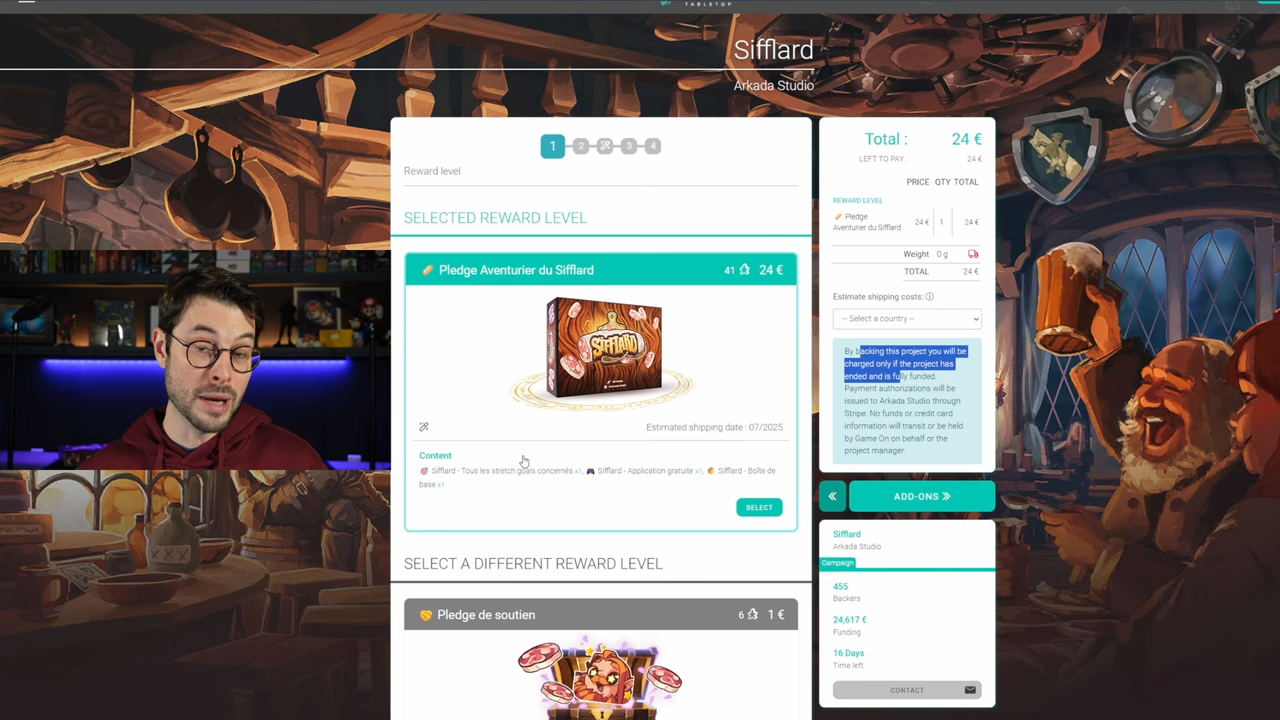 TABLETOP
Sifflard
Arkada Studio
1 2 3 4
Reward level
SELECTED REWARD LEVEL
Pledge Aventurier du Sifflard 41 24 €
SIFFLARD
Estimated shipping date : 07/2025
Content
Sifflard - Tous les stretch goals concernés x1, Sifflard - Application gratuite x1, Sifflard - Boîte de
base x1
SELECT
SELECT A DIFFERENT REWARD LEVEL
Pledge de soutien 6 1 €
Total : 24 €
LEFT TO PAY : 24 €
PRICE QTY TOTAL
REWARD LEVEL
Pledge
Aventurier du Sifflard 24 € 1 24 €
Weight 0 g
TOTAL 24 €
Estimate shipping costs:
-- Select a country --
By backing this project you will be
charged only if the project has
ended and is fully funded.
Payment authorizations will be
issued to Arkada Studio through
Stripe. No funds or credit card
information will transit or be held
by Game On on behalf or the
project manager.
ADD-ONS
Sifflard
Arkada Studio
Campaign
455
Backers
24,617 €
Funding
16 Days
Time left
CONTACT